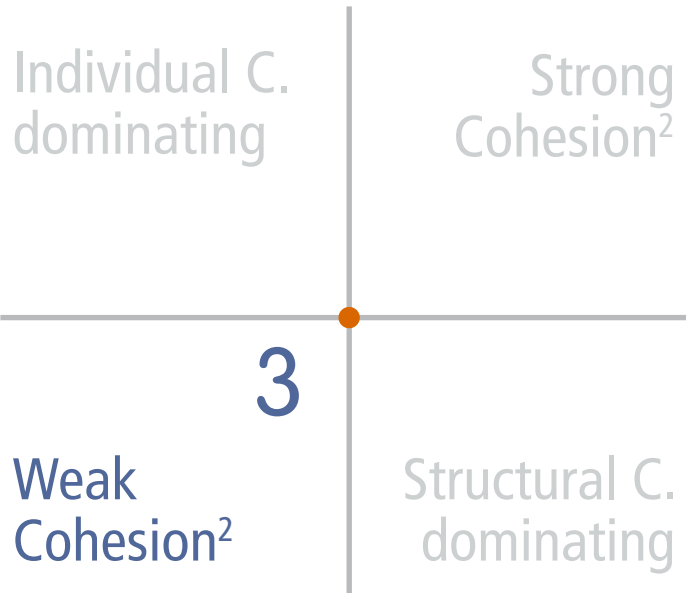 Individual C.
dominating
Strong
Cohesion²
3
Weak
Cohesion²
Structural C.
dominating